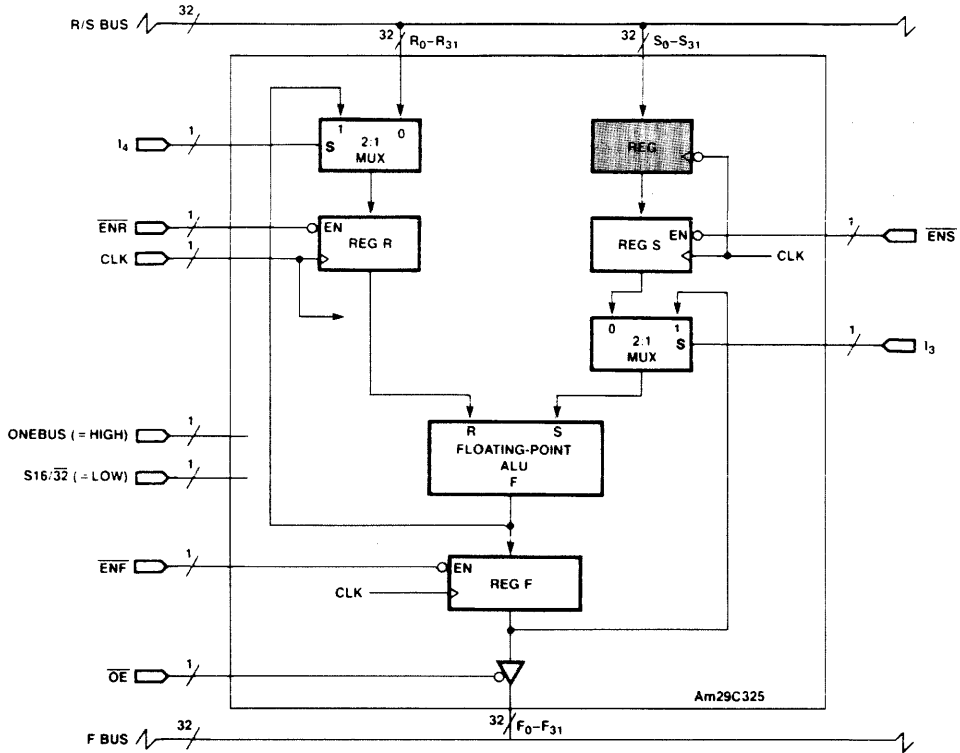 R/S BUS 32 32 R₀–R₃₁ 32 S₀–S₃₁
1 0
I₄ 1 S 2:1 MUX
REG
ENR 1 EN
REG R
CLK 1
EN 1 ENS
REG S
CLK
0 1
2:1 MUX S 1 I₃
R S
FLOATING-POINT
ALU
F
ONEBUS (= HIGH) 1
S16/32 (= LOW) 1
ENF 1 EN
REG F
CLK
OE 1
Am29C325
F BUS 32 32 F₀–F₃₁